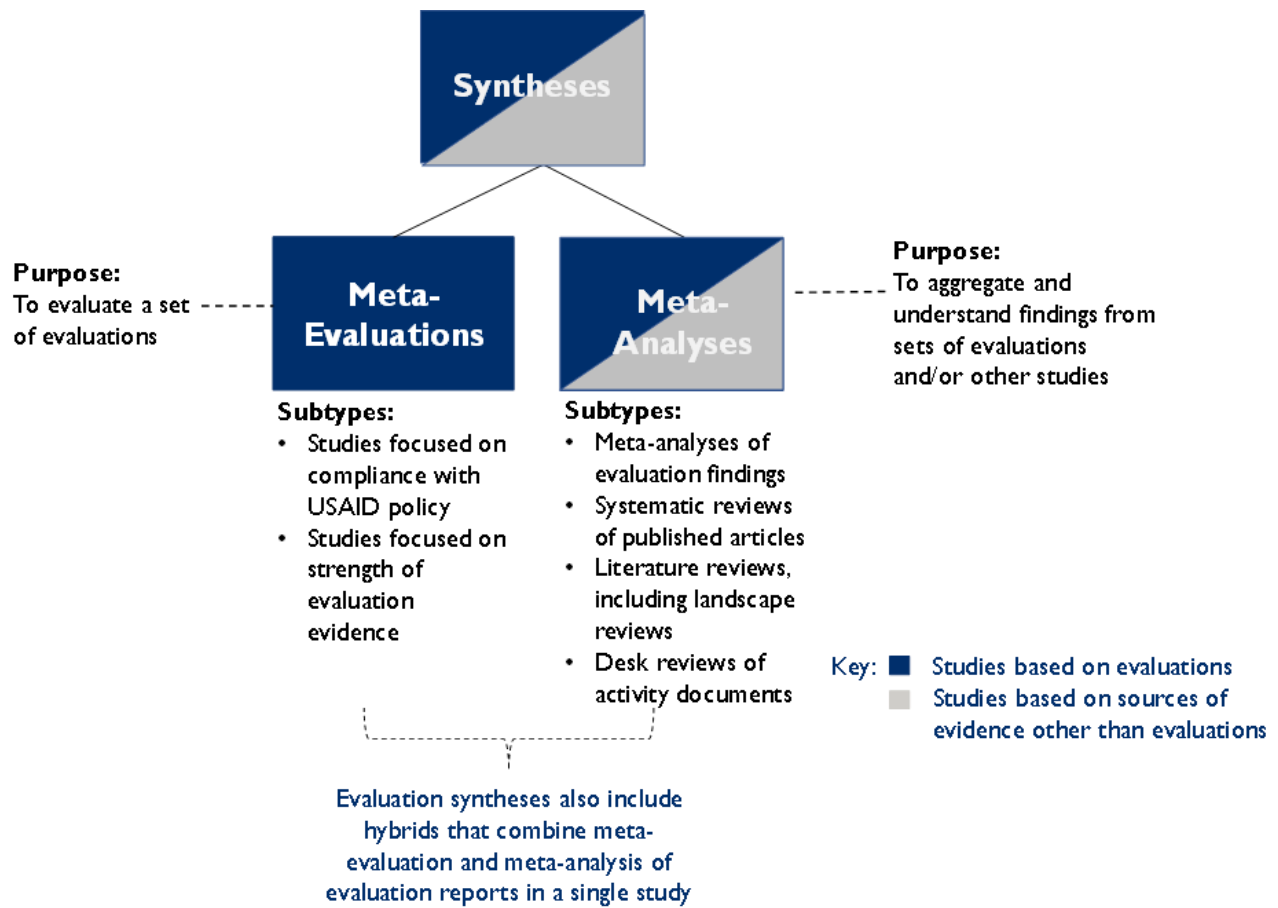 Syntheses
Purpose:
To evaluate a set
of evaluations
Meta-
Evaluations
Meta-
Analyses
Purpose:
To aggregate and
understand findings from
sets of evaluations
and/or other studies
Subtypes:
• Studies focused on
compliance with
USAID policy
• Studies focused on
strength of
evaluation
evidence
Subtypes:
• Meta-analyses of
evaluation findings
• Systematic reviews
of published articles
• Literature reviews,
including landscape
reviews
• Desk reviews of
activity documents
Key:
Studies based on evaluations
Studies based on sources of
evidence other than evaluations
Evaluation syntheses also include
hybrids that combine meta-
evaluation and meta-analysis of
evaluation reports in a single study